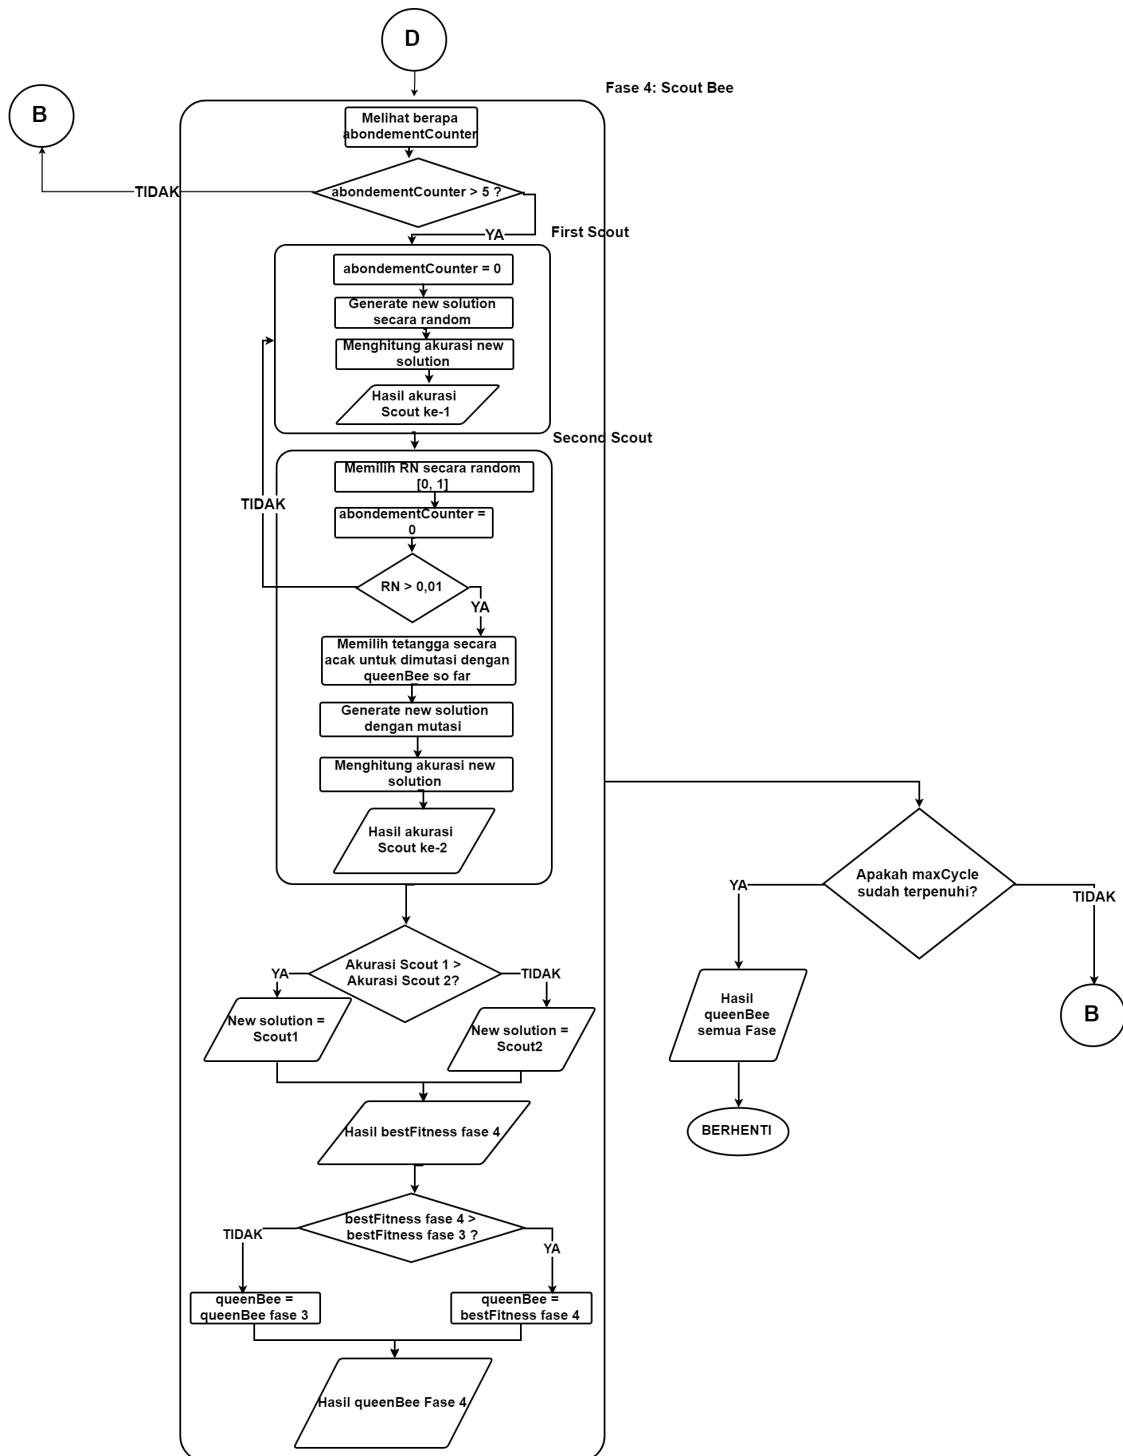 D
Fase 4: Scout Bee
B
Melihat berapa
abondementCounter
TIDAK
abondementCounter > 5 ?
YA
First Scout
abondementCounter = 0
Generate new solution
secara random
Menghitung akurasi new
solution
Hasil akurasi
Scout ke-1
Second Scout
Memilih RN secara random
[0, 1]
TIDAK
abondementCounter =
0
RN > 0,01
YA
Memilih tetangga secara
acak untuk dimutasi dengan
queenBee so far
Generate new solution
dengan mutasi
Menghitung akurasi new
solution
Hasil akurasi
Scout ke-2
Apakah maxCycle
sudah terpenuhi?
YA
TIDAK
Akurasi Scout 1 >
Akurasi Scout 2?
YA
TIDAK
New solution =
Scout1
New solution =
Scout2
Hasil
queenBee
semua Fase
B
Hasil bestFitness fase 4
BERHENTI
bestFitness fase 4 >
bestFitness fase 3 ?
TIDAK
YA
queenBee =
queenBee fase 3
queenBee =
bestFitness fase 4
Hasil queenBee Fase 4